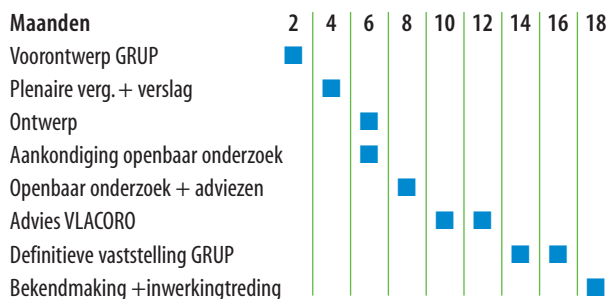 Maanden 2 4 6 8 10 12 14 16 18
Voorontwerp GRUP
Plenaire verg. + verslag
Ontwerp
Aankondiging openbaar onderzoek
Openbaar onderzoek + adviezen
Advies VLACORO
Definitieve vaststelling GRUP
Bekendmaking +inwerkingtreding